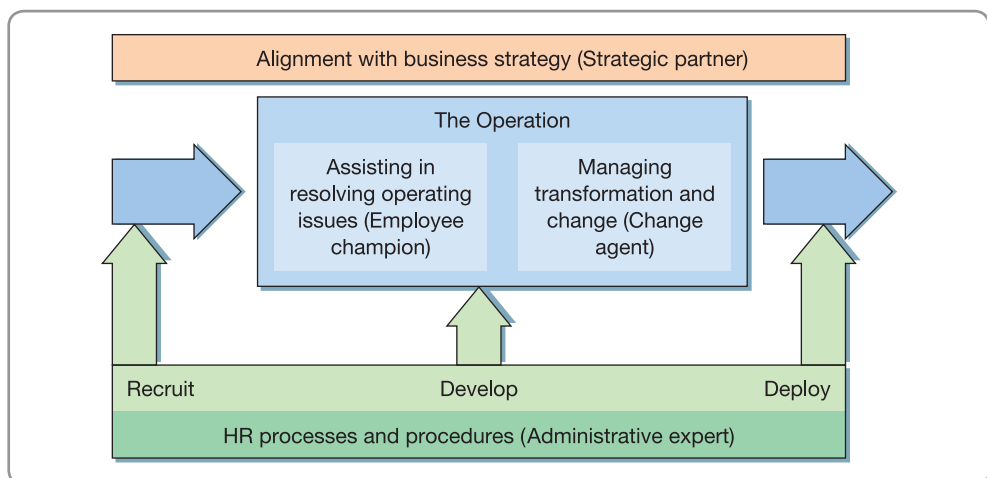 Alignment with business strategy (Strategic partner)
The Operation
Assisting in
resolving operating
issues (Employee
champion)
Managing
transformation and
change (Change
agent)
Recruit
Develop
Deploy
HR processes and procedures (Administrative expert)